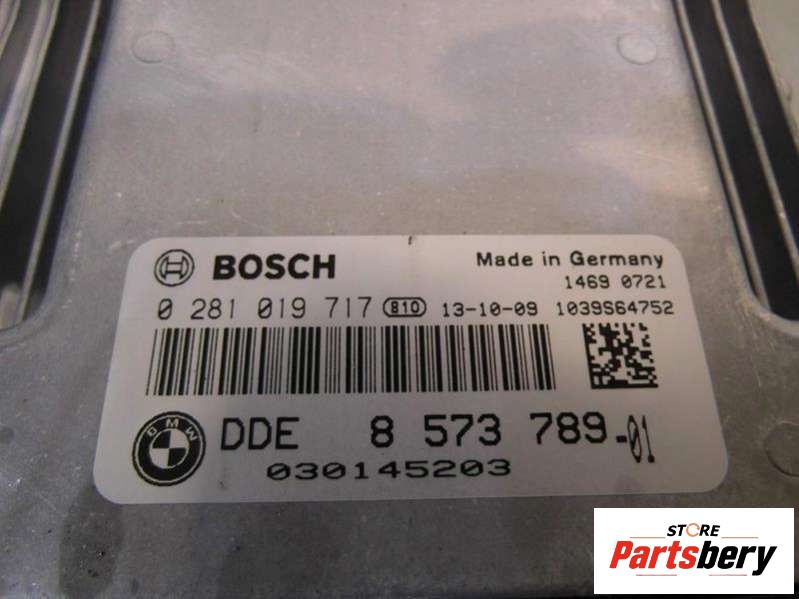 BOSCH
Made in Germany
1469 0721
0 281 019 717 810 13-10-09 1039S64752
BMW
DDE 8 573 789-01
030145203
STORE
Partsbery